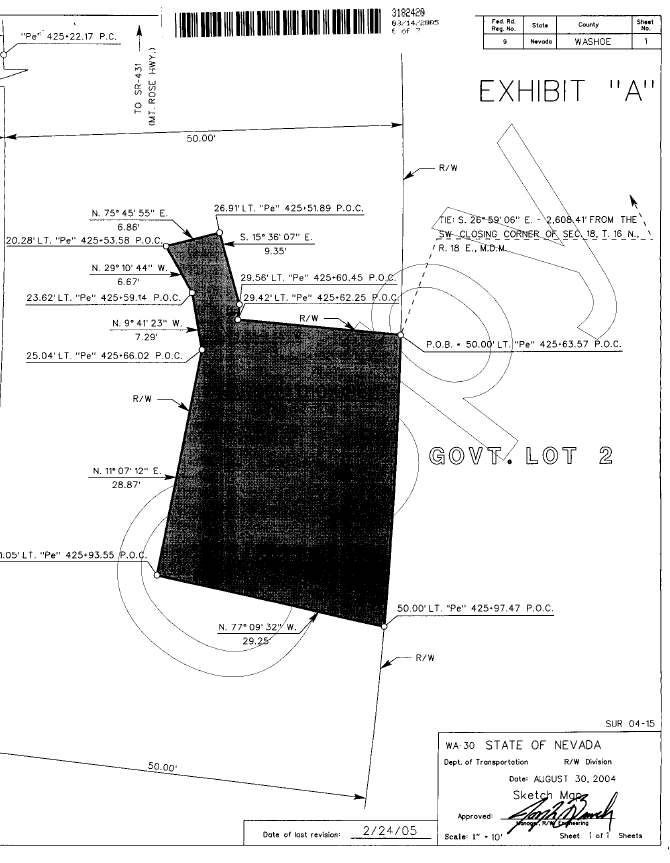 3182420
03/14/2005
6 of 7
Fed. Rd. Reg. No.
State
County
Sheet No.
9
Nevada
WASHOE
1
"Pe" 425+22.17 P.C.
TO SR-431
(MT. ROSE HWY.)
EXHIBIT "A"
50.00'
R/W
N. 75° 45' 55" E.
6.86'
26.91' LT. "Pe" 425+51.89 P.O.C.
TIE: S. 26° 59' 06" E. - 2,608.41' FROM THE
SW CLOSING CORNER OF SEC. 18, T. 16 N.,
R. 18 E., M.D.M.
20.28' LT. "Pe" 425+53.58 P.O.C.
S. 15° 36' 07" E.
9.35'
N. 29° 10' 44" W.
6.67'
29.56' LT. "Pe" 425+60.45 P.O.C.
23.62' LT. "Pe" 425+59.14 P.O.C.
29.42' LT. "Pe" 425+62.25 P.O.C.
R/W
N. 9° 41' 23" W.
7.29'
P.O.B. = 50.00' LT. "Pe" 425+63.57 P.O.C.
25.04' LT. "Pe" 425+66.02 P.O.C.
R/W
GOVT. LOT 2
N. 11° 07' 12" E.
28.87'
1.05' LT. "Pe" 425+93.55 P.O.C.
50.00' LT. "Pe" 425+97.47 P.O.C.
N. 77° 09' 32" W.
29.25'
R/W
50.00'
SUR 04-15
WA-30 STATE OF NEVADA
Dept. of Transportation R/W Division
Date: AUGUST 30, 2004
Sketch Map
Approved:
Manager, R/W Engineering
Scale: 1" = 10' Sheet 1 of 1 Sheets
Date of last revision: 2/24/05